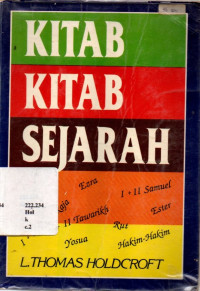 KITAB
KITAB
SEJARAH
Ezra
I + II Samuel
Raja
Ester
II Tawarikh
Rut
Yosua
Hakim-Hakim
222.234
Hol
k
c.2
L. THOMAS HOLDCROFT